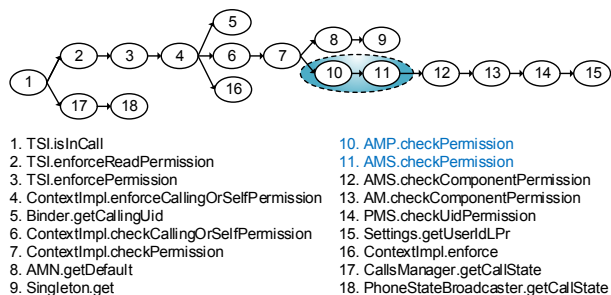 5
8
9
2
3
4
6
7
1
10
11
12
13
14
15
16
17
18
1. TSI.isInCall
2. TSI.enforceReadPermission
3. TSI.enforcePermission
4. ContextImpl.enforceCallingOrSelfPermission
5. Binder.getCallingUid
6. ContextImpl.checkCallingOrSelfPermission
7. ContextImpl.checkPermission
8. AMN.getDefault
9. Singleton.get
10. AMP.checkPermission
11. AMS.checkPermission
12. AMS.checkComponentPermission
13. AM.checkComponentPermission
14. PMS.checkUidPermission
15. Settings.getUserIdLPr
16. ContextImpl.enforce
17. CallsManager.getCallState
18. PhoneStateBroadcaster.getCallState